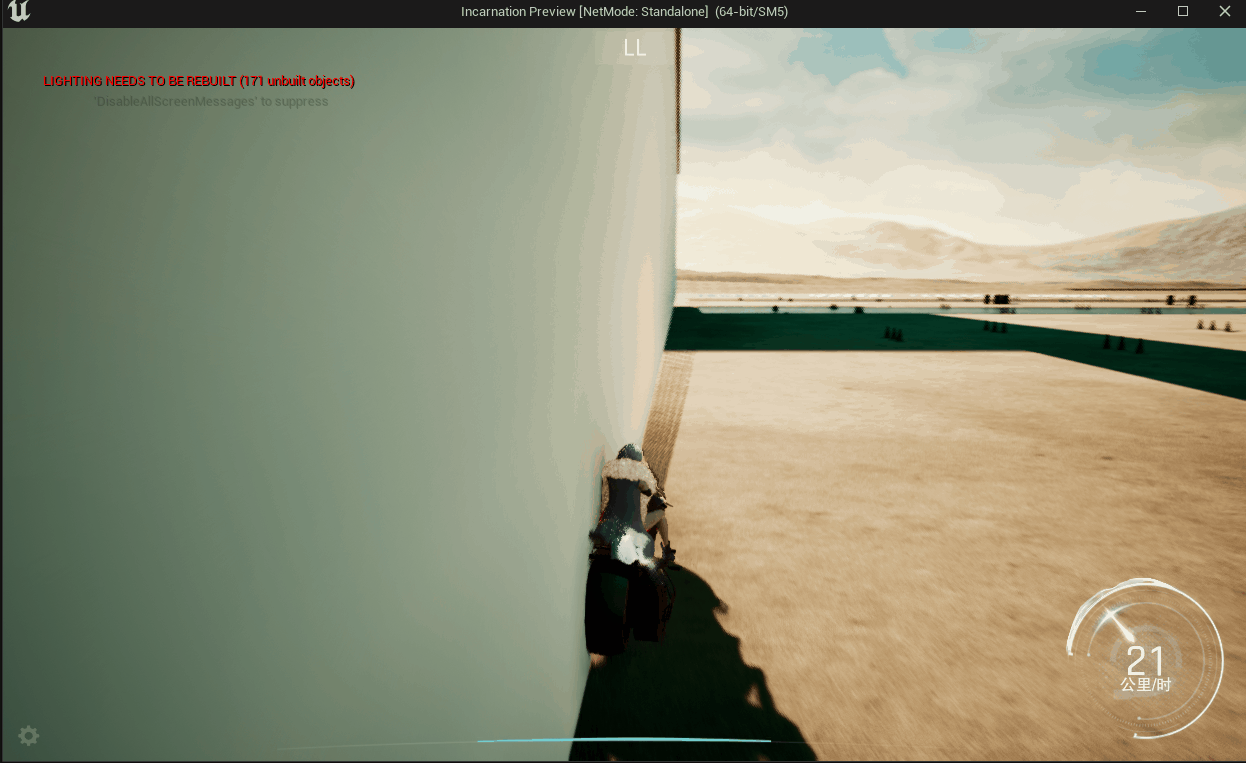 Incarnation Preview [NetMode: Standalone] (64-bit/SM5)
LL
LIGHTING NEEDS TO BE REBUILT (171 unbuilt objects)
'DisableAllScreenMessages' to suppress
21
公里/时